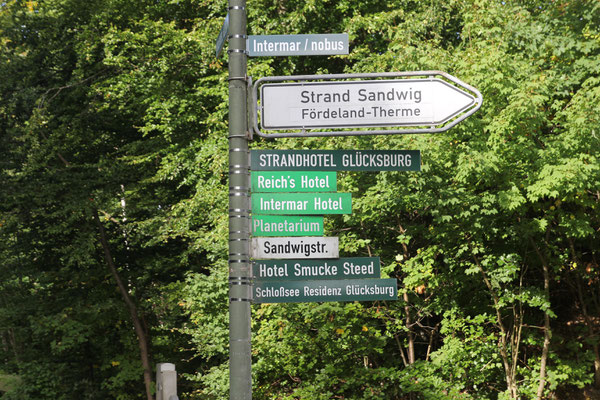 Intermar / nobus
Strand Sandwig
Fördeland-Therme
STRANDHOTEL GLÜCKSBURG
Reich's Hotel
Intermar Hotel
Planetarium
Sandwigstr.
Hotel Smucke Steed
Schloßsee Residenz Glücksburg